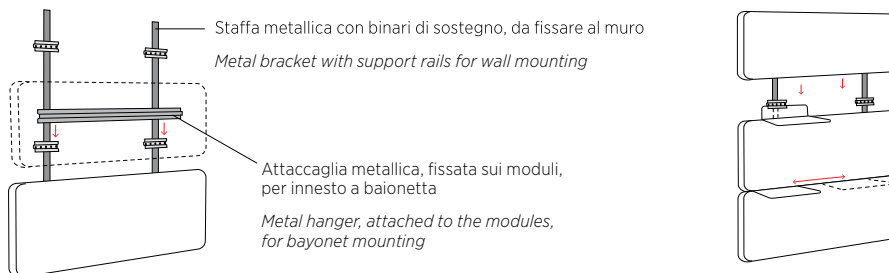 Staffa metallica con binari di sostegno, da fissare al muro
Metal bracket with support rails for wall mounting
Attaccaglia metallica, fissata sui moduli,
per innesto a baionetta
Metal hanger, attached to the modules,
for bayonet mounting